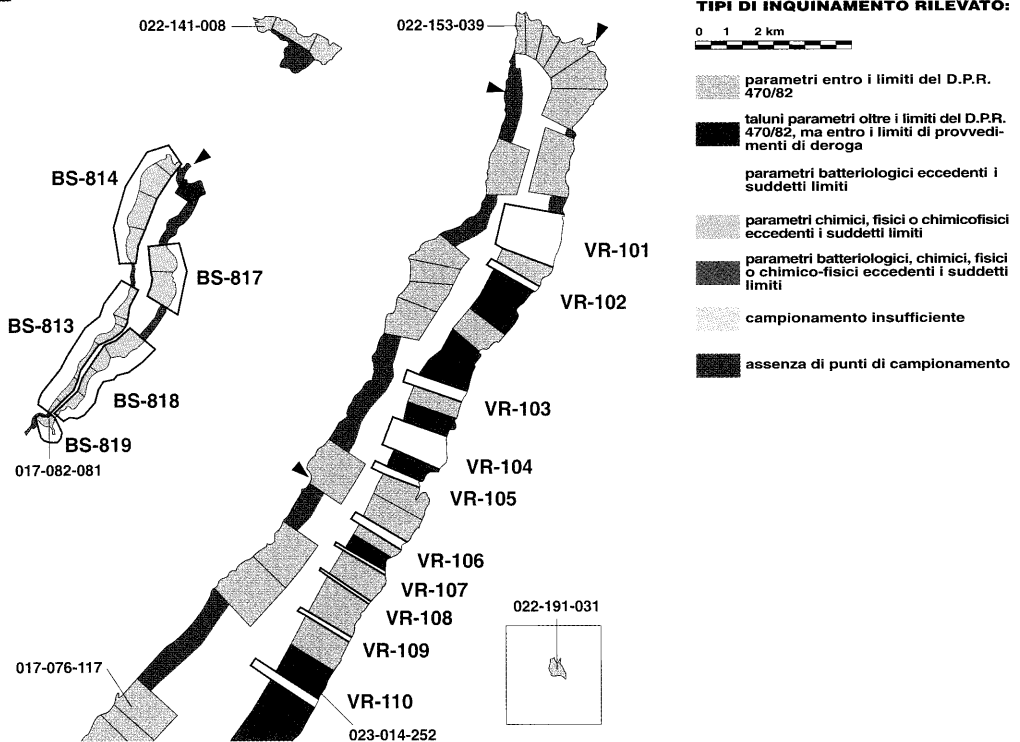 022-141-008
022-153-039
BS-814
BS-817
BS-813
BS-818
BS-819
017-082-081
VR-101
VR-102
VR-103
VR-104
VR-105
VR-106
VR-107
VR-108
VR-109
VR-110
023-014-252
017-076-117
022-191-031
TIPI DI INQUINAMENTO RILEVATO:
0 1 2 km
parametri entro i limiti del D.P.R.
470/82
taluni parametri oltre i limiti del D.P.R.
470/82, ma entro i limiti di provvedi-
menti di deroga
parametri batteriologici eccedenti i
suddetti limiti
parametri chimici, fisici o chimicofisici
eccedenti i suddetti limiti
parametri batteriologici, chimici, fisici
o chimico-fisici eccedenti i suddetti
limiti
campionamento insufficiente
assenza di punti di campionamento